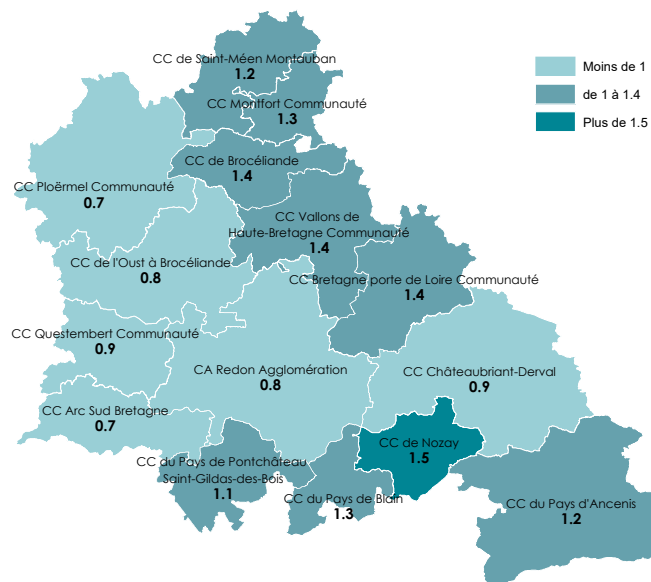 CC de Saint-Méen Montauban
1.2
Moins de 1
de 1 à 1.4
Plus de 1.5
CC Montfort Communauté
1.3
CC de Brocéliande
1.4
CC Ploërmel Communauté
0.7
CC Vallons de
Haute-Bretagne Communauté
1.4
CC de l'Oust à Brocéliande
0.8
CC Bretagne porte de Loire Communauté
1.4
CC Questembert Communauté
0.9
CA Redon Agglomération
0.8
CC Châteaubriant-Derval
0.9
CC Arc Sud Bretagne
0.7
CC de Nozay
1.5
CC du Pays de Pontchâteau
Saint-Gildas-des-Bois
1.1
CC du Pays de Blain
1.3
CC du Pays d'Ancenis
1.2